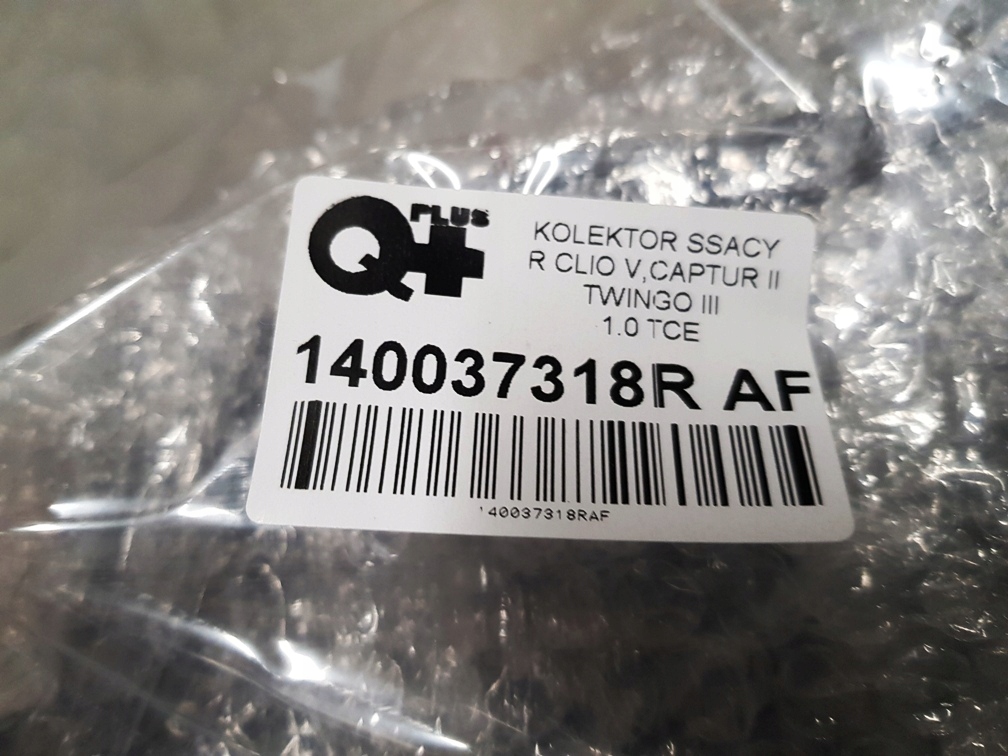 Q PLUS
KOLEKTOR SSACY
R CLIO V,CAPTUR II
TWINGO III
1.0 TCE
140037318R AF
140037318RAF